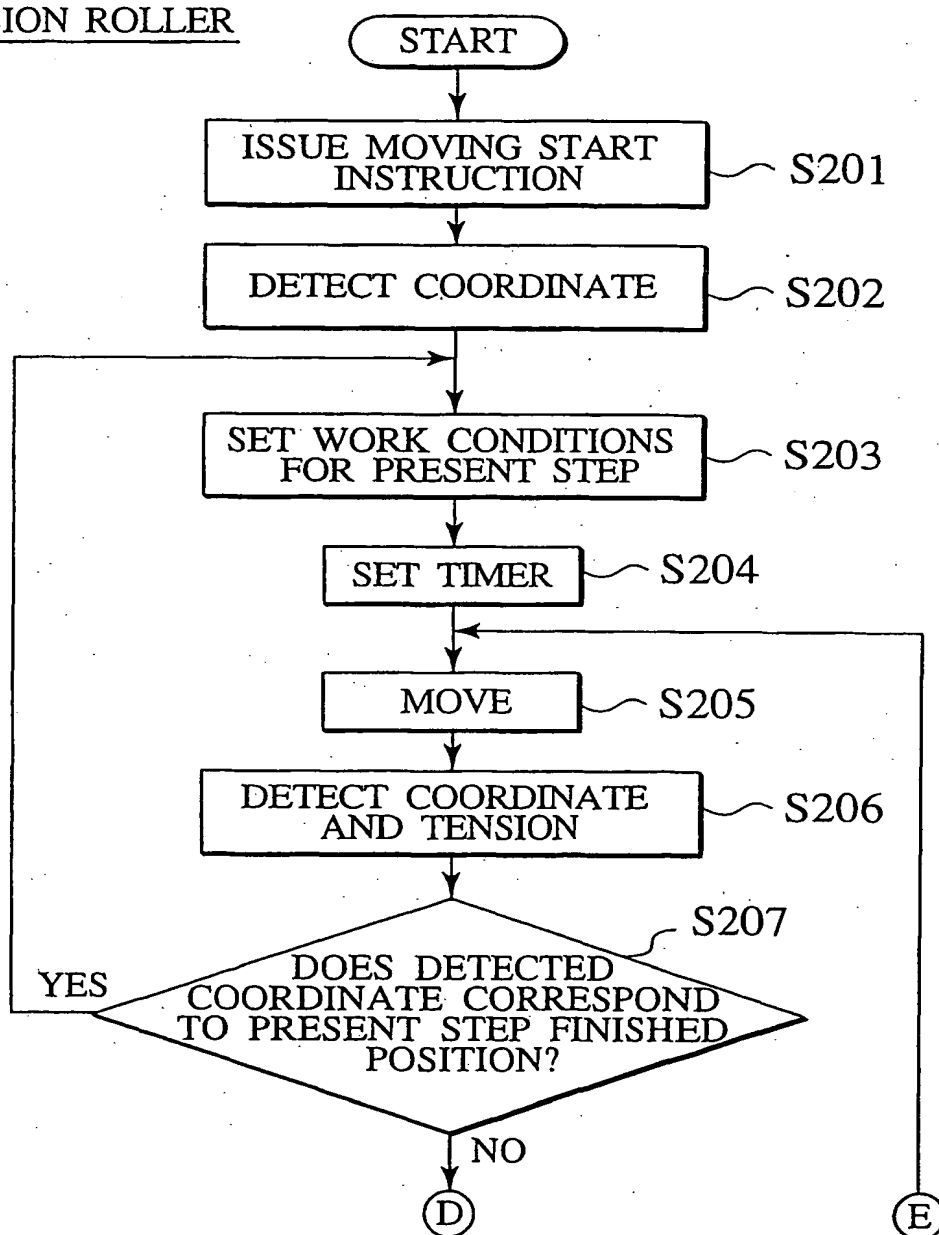 ION ROLLER
START
ISSUE MOVING START
INSTRUCTION
S201
DETECT COORDINATE
S202
SET WORK CONDITIONS
FOR PRESENT STEP
S203
SET TIMER
S204
MOVE
S205
DETECT COORDINATE
AND TENSION
S206
S207
YES
DOES DETECTED
COORDINATE CORRESPOND
TO PRESENT STEP FINISHED
POSITION?
NO
D
E